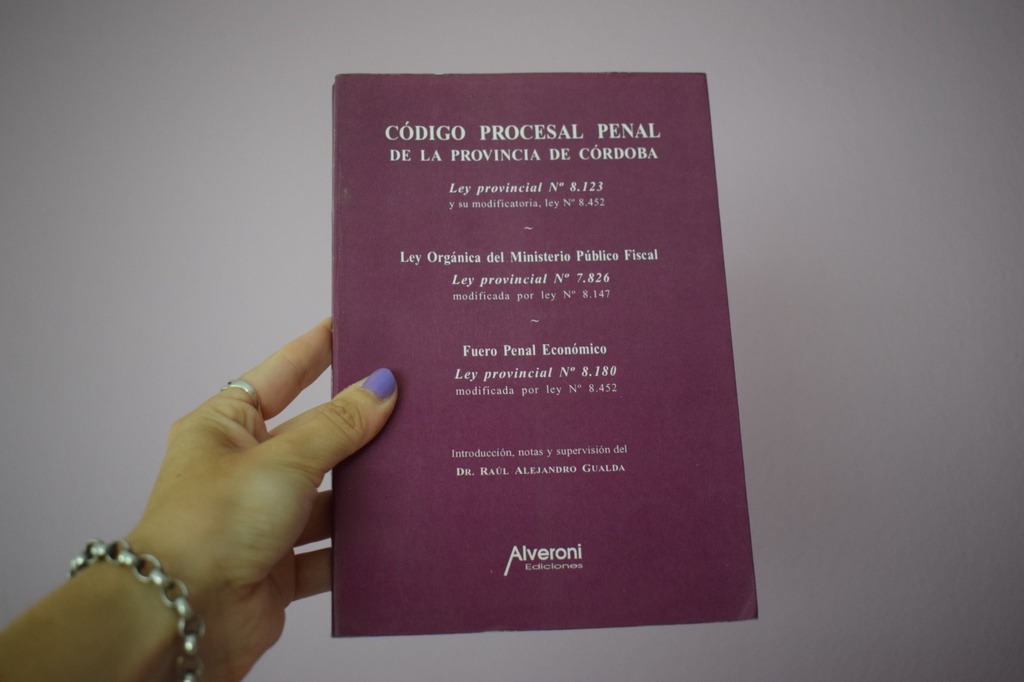 CÓDIGO PROCESAL PENAL
DE LA PROVINCIA DE CÓRDOBA
Ley provincial Nº 8.123
y su modificatoria, ley Nº 8.452
~
Ley Orgánica del Ministerio Público Fiscal
Ley provincial Nº 7.826
modificada por ley Nº 8.147
~
Fuero Penal Económico
Ley provincial Nº 8.180
modificada por ley Nº 8.452
Introducción, notas y supervisión del
DR. RAÚL ALEJANDRO GUALDA
Alveroni
Ediciones